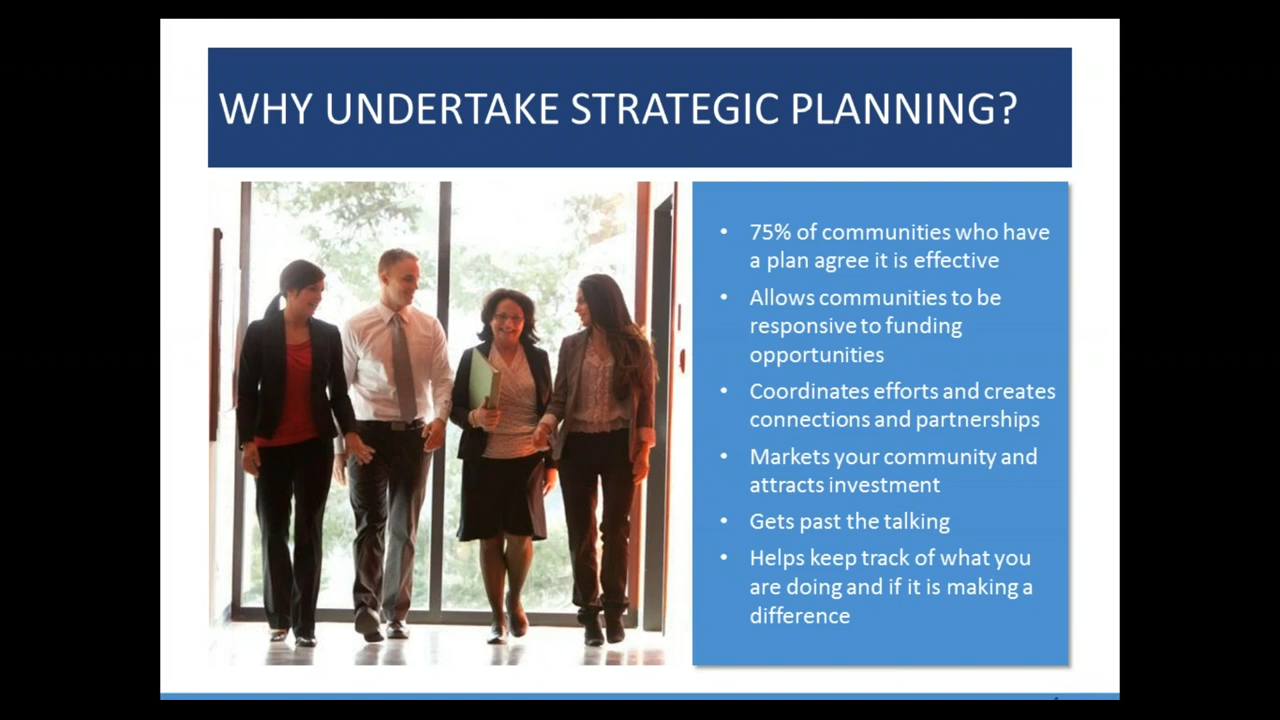 WHY UNDERTAKE STRATEGIC PLANNING?
• 75% of communities who have
a plan agree it is effective
• Allows communities to be
responsive to funding
opportunities
• Coordinates efforts and creates
connections and partnerships
• Markets your community and
attracts investment
• Gets past the talking
• Helps keep track of what you
are doing and if it is making a
difference